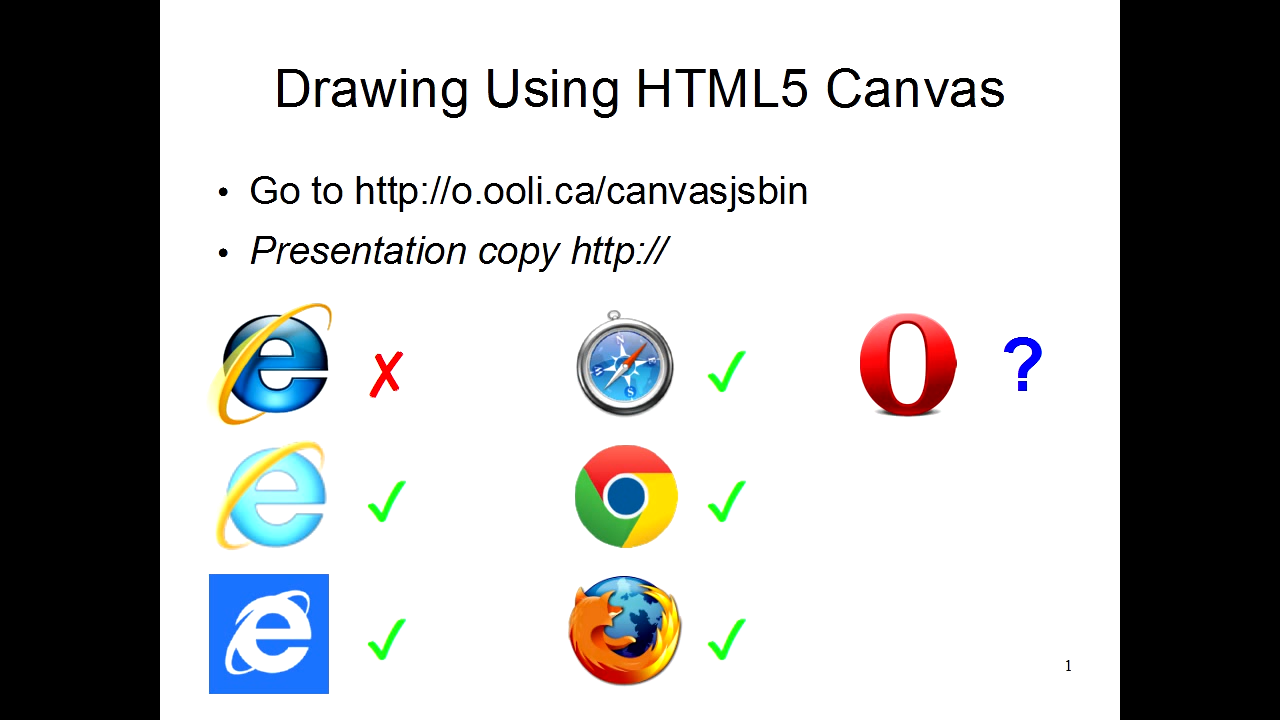 Drawing Using HTML5 Canvas
• Go to http://o.ooli.ca/canvasjsbin
• Presentation copy http://
✗ ✓ ?
✓ ✓
✓ ✓
1